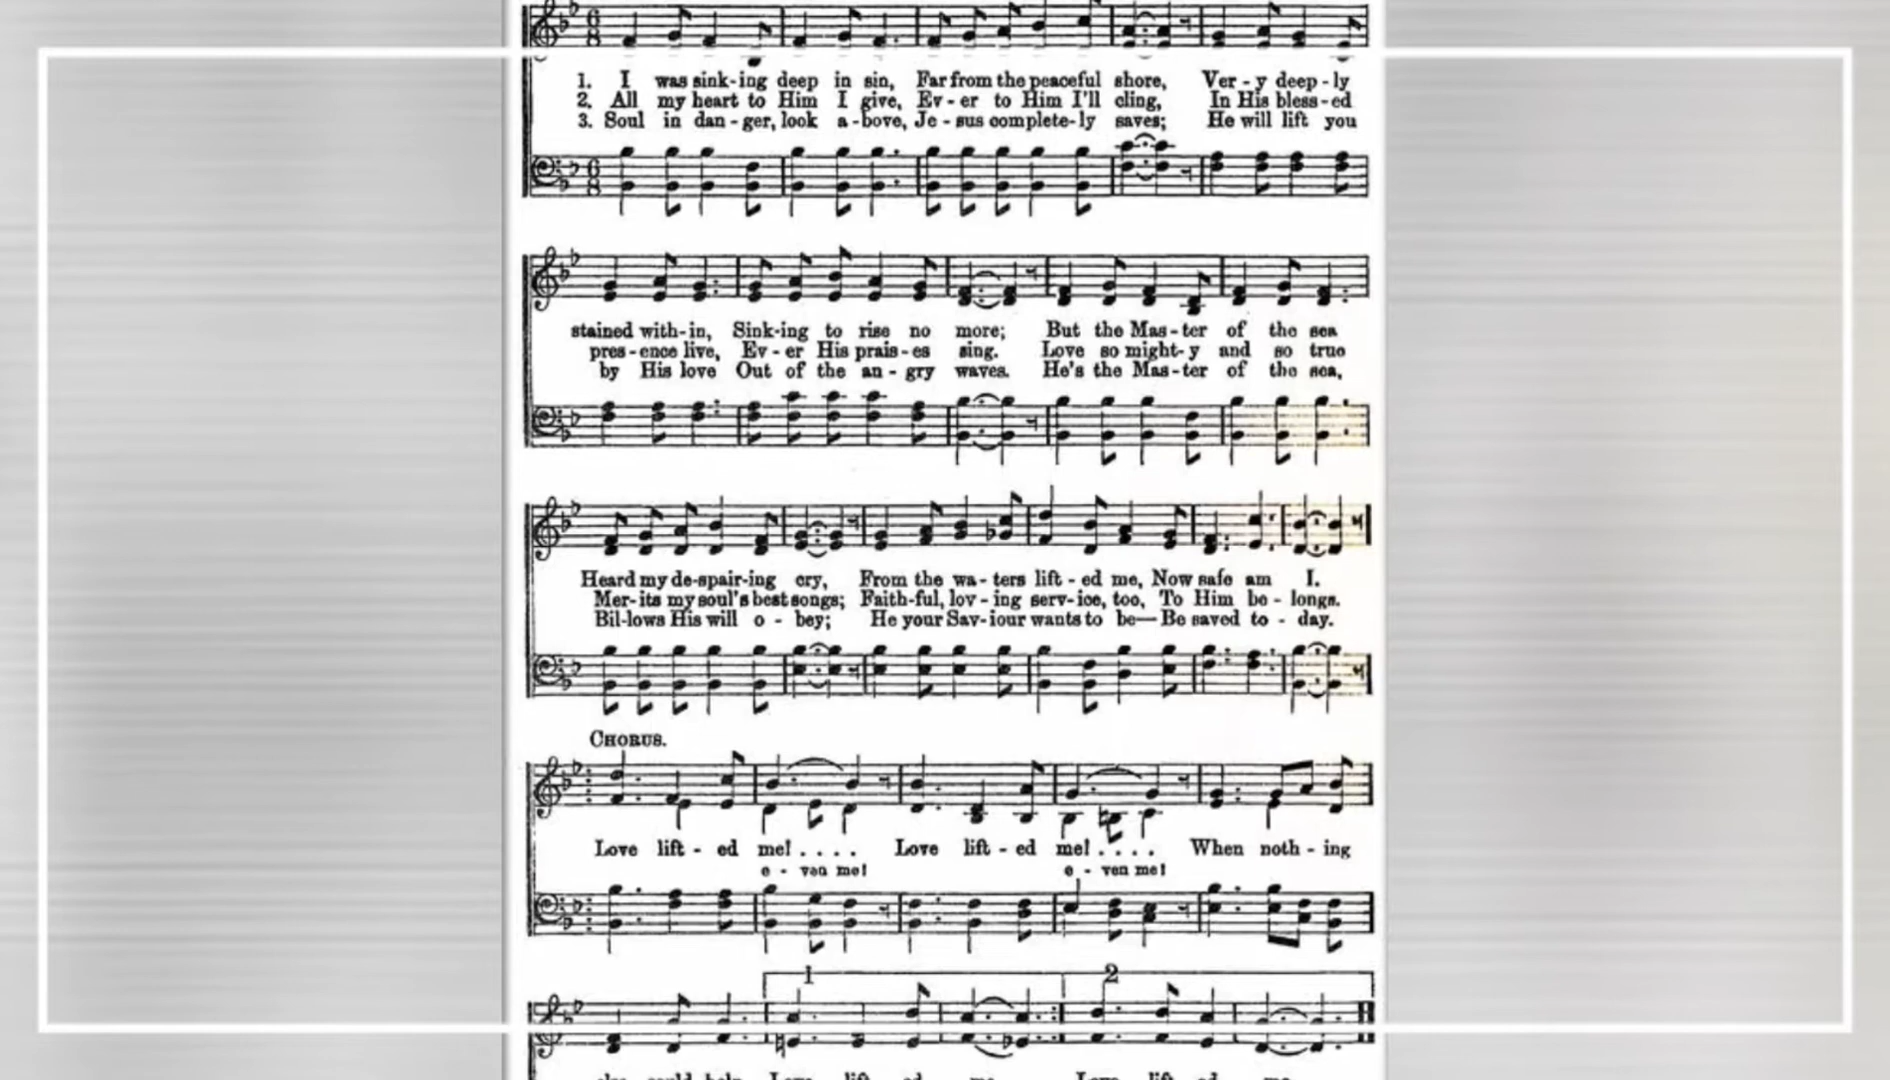 1. I was sink-ing deep in sin, Far from the peaceful shore, Ver - y deep - ly
2. All my heart to Him I give, Ev - er to Him I'll cling, In His bless - ed
3. Soul in dan - ger, look a - bove, Je - sus complete - ly saves; He will lift you
stained with - in, Sink-ing to rise no more; But the Mas - ter of the sea
pres - ence live, Ev - er His prais - es sing. Love so might - y and so true
by His love Out of the an - gry waves. He's the Mas - ter of the sea,
Heard my de-spair-ing cry, From the wa - ters lift - ed me, Now safe am I.
Mer - its my soul's best songs; Faith-ful, lov - ing serv - ice, too, To Him be - longs.
Bil-lows His will o - bey; He your Sav - iour wants to be— Be saved to - day.
CHORUS.
Love lift - ed me! . . . . Love lift - ed me! . . . . When noth - ing
e - ven me! e - ven me!
1 2